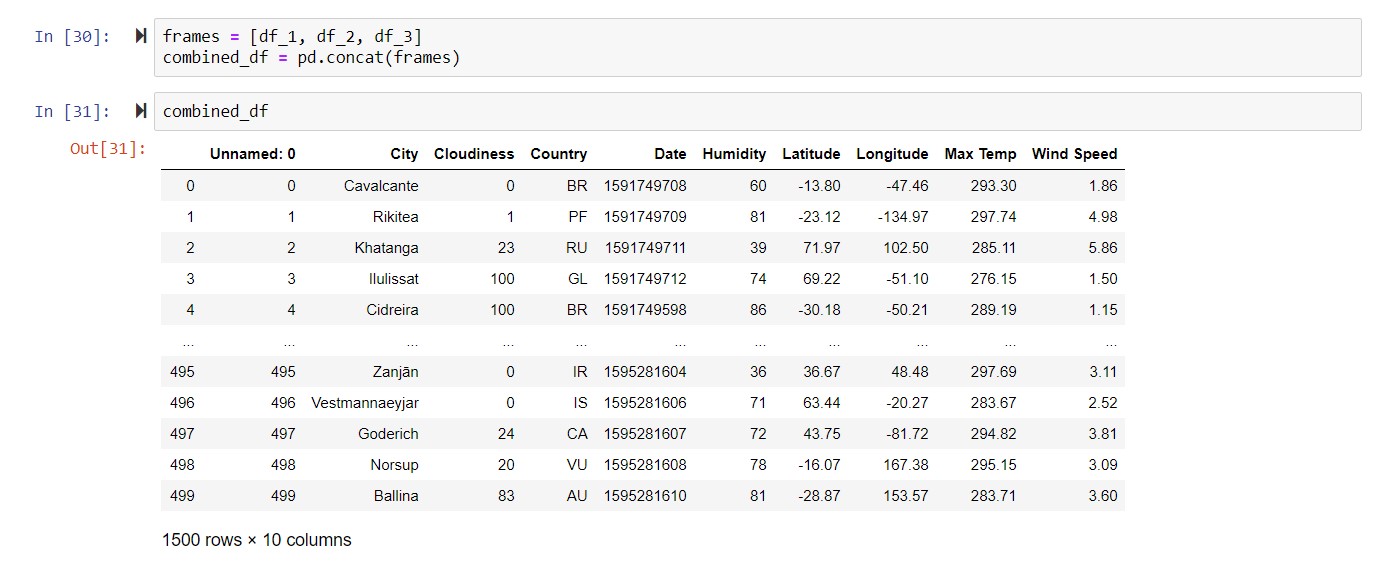 In [30]: frames = [df_1, df_2, df_3]
combined_df = pd.concat(frames)
In [31]: combined_df
Out[31]:
Unnamed: 0 City Cloudiness Country Date Humidity Latitude Longitude Max Temp Wind Speed
0 0 Cavalcante 0 BR 1591749708 60 -13.80 -47.46 293.30 1.86
1 1 Rikitea 1 PF 1591749709 81 -23.12 -134.97 297.74 4.98
2 2 Khatanga 23 RU 1591749711 39 71.97 102.50 285.11 5.86
3 3 Ilulissat 100 GL 1591749712 74 69.22 -51.10 276.15 1.50
4 4 Cidreira 100 BR 1591749598 86 -30.18 -50.21 289.19 1.15
... ... ... ... ... ... ... ... ... ... ...
495 495 Zanjān 0 IR 1595281604 36 36.67 48.48 297.69 3.11
496 496 Vestmannaeyjar 0 IS 1595281606 71 63.44 -20.27 283.67 2.52
497 497 Goderich 24 CA 1595281607 72 43.75 -81.72 294.82 3.81
498 498 Norsup 20 VU 1595281608 78 -16.07 167.38 295.15 3.09
499 499 Ballina 83 AU 1595281610 81 -28.87 153.57 283.71 3.60
1500 rows × 10 columns